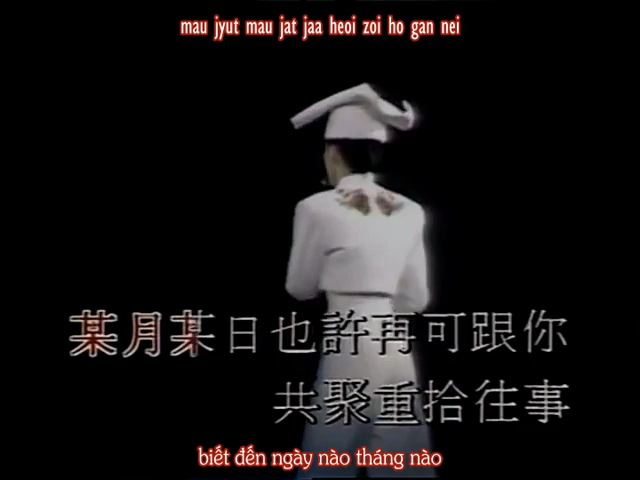 mau jyut mau jat jaa heoi zoi ho gan nei
某月某日也許再可跟你
共聚重拾往事
biết đến ngày nào tháng nào